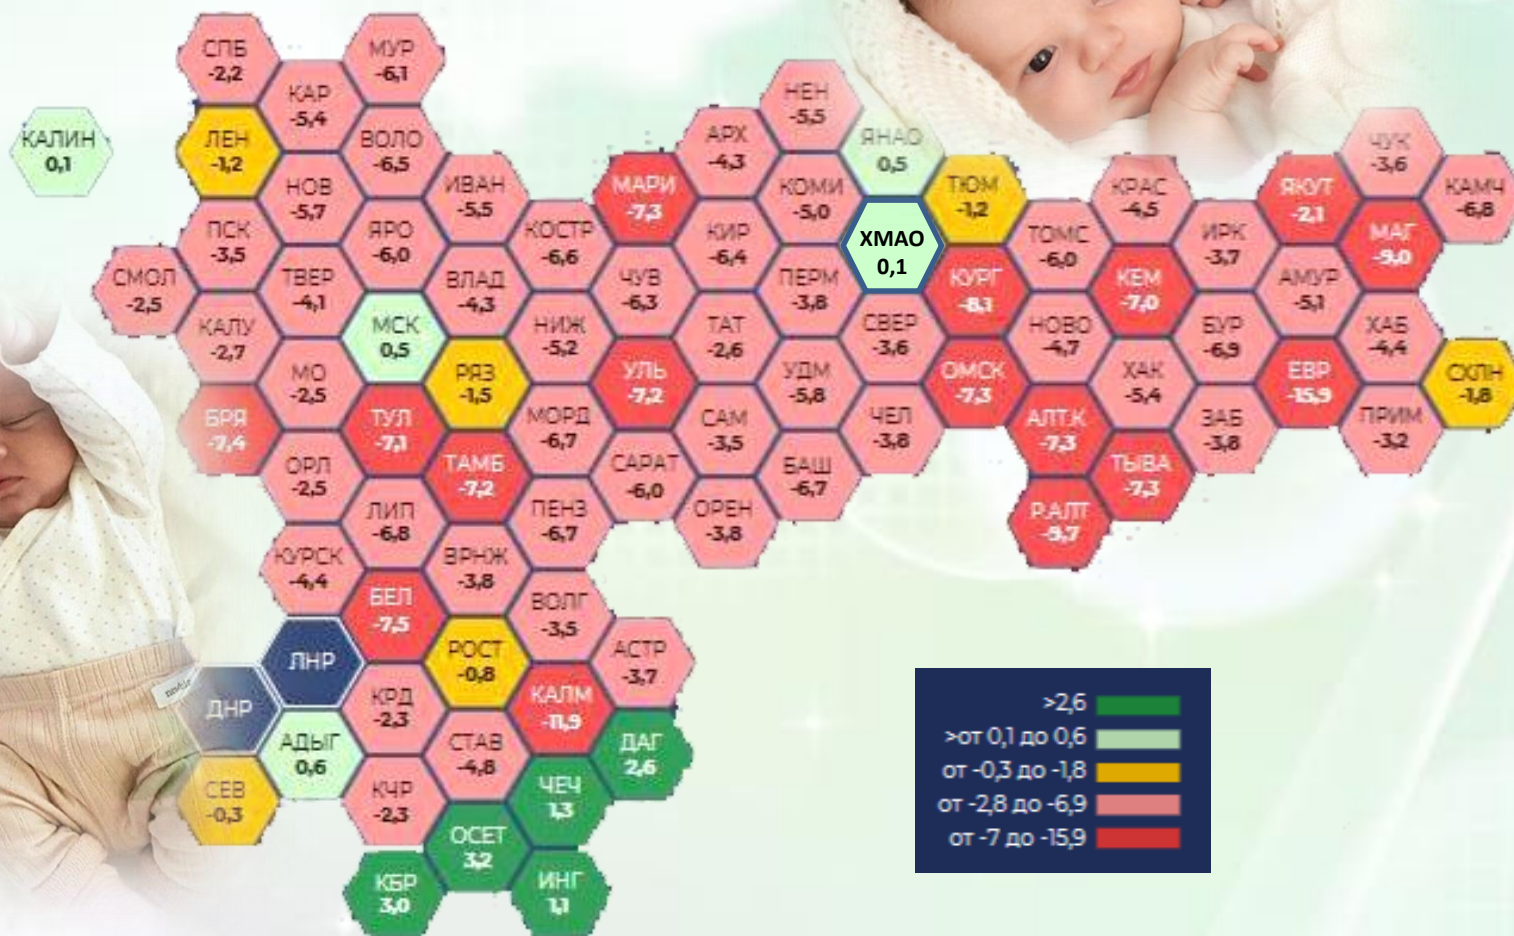 СПБ
-2,2
МУР
-6,1
КАР
-5,4
НЕН
-5,5
КАЛИН
0,1
ЛЕН
-1,2
ВОЛО
-6,5
АРХ
-4,3
ЯНАО
0,5
ЧУК
-3,6
НОВ
-5,7
ИВАН
-5,5
МАРИ
-7,3
КОМИ
-5,0
ТЮМ
-1,2
КРАС
-4,5
ЯКУТ
-2,1
КАМЧ
-6,8
ПСК
-3,5
ЯРО
-6,0
КОСТР
-6,6
КИР
-6,4
ХМАО
0,1
ТОМС
-6,0
ИРК
-3,7
МАГ
-9,0
СМОЛ
-2,5
ТВЕР
-4,1
ВЛАД
-4,3
ЧУВ
-6,3
ПЕРМ
-3,8
КУРГ
-8,1
КЕМ
-7,0
АМУР
-5,1
КАЛУ
-2,7
МСК
0,5
НИЖ
-5,2
ТАТ
-2,6
СВЕР
-3,6
НОВО
-4,7
БУР
-6,9
ХАБ
-4,4
МО
-2,5
РЯЗ
-1,5
УЛЬ
-7,2
УДМ
-5,8
ОМСК
-7,3
ХАК
-5,4
ЕВР
-15,9
СХЛН
-1,8
БРЯ
-7,4
ТУЛ
-7,1
МОРД
-6,7
САМ
-3,5
ЧЕЛ
-3,8
АЛТ.К
-7,3
ЗАБ
-3,8
ПРИМ
-3,2
ОРЛ
-2,5
ТАМБ
-7,2
САРАТ
-6,0
БАШ
-6,7
ТЫВА
-7,3
ЛИП
-6,8
ПЕНЗ
-6,7
ОРЕН
-3,8
Р.АЛТ
-9,7
КУРСК
-4,4
ВРНЖ
-3,8
БЕЛ
-7,5
ВОЛГ
-3,5
ЛНР
РОСТ
-0,8
АСТР
-3,7
ДНР
КРД
-2,3
КАЛМ
-11,9
АДЫГ
0,6
СТАВ
-4,8
ДАГ
2,6
СЕВ
-0,3
КЧР
-2,3
ЧЕЧ
1,3
ОСЕТ
3,2
КБР
3,0
ИНГ
1,1
>2,6
>от 0,1 до 0,6
от -0,3 до -1,8
от -2,8 до -6,9
от -7 до -15,9